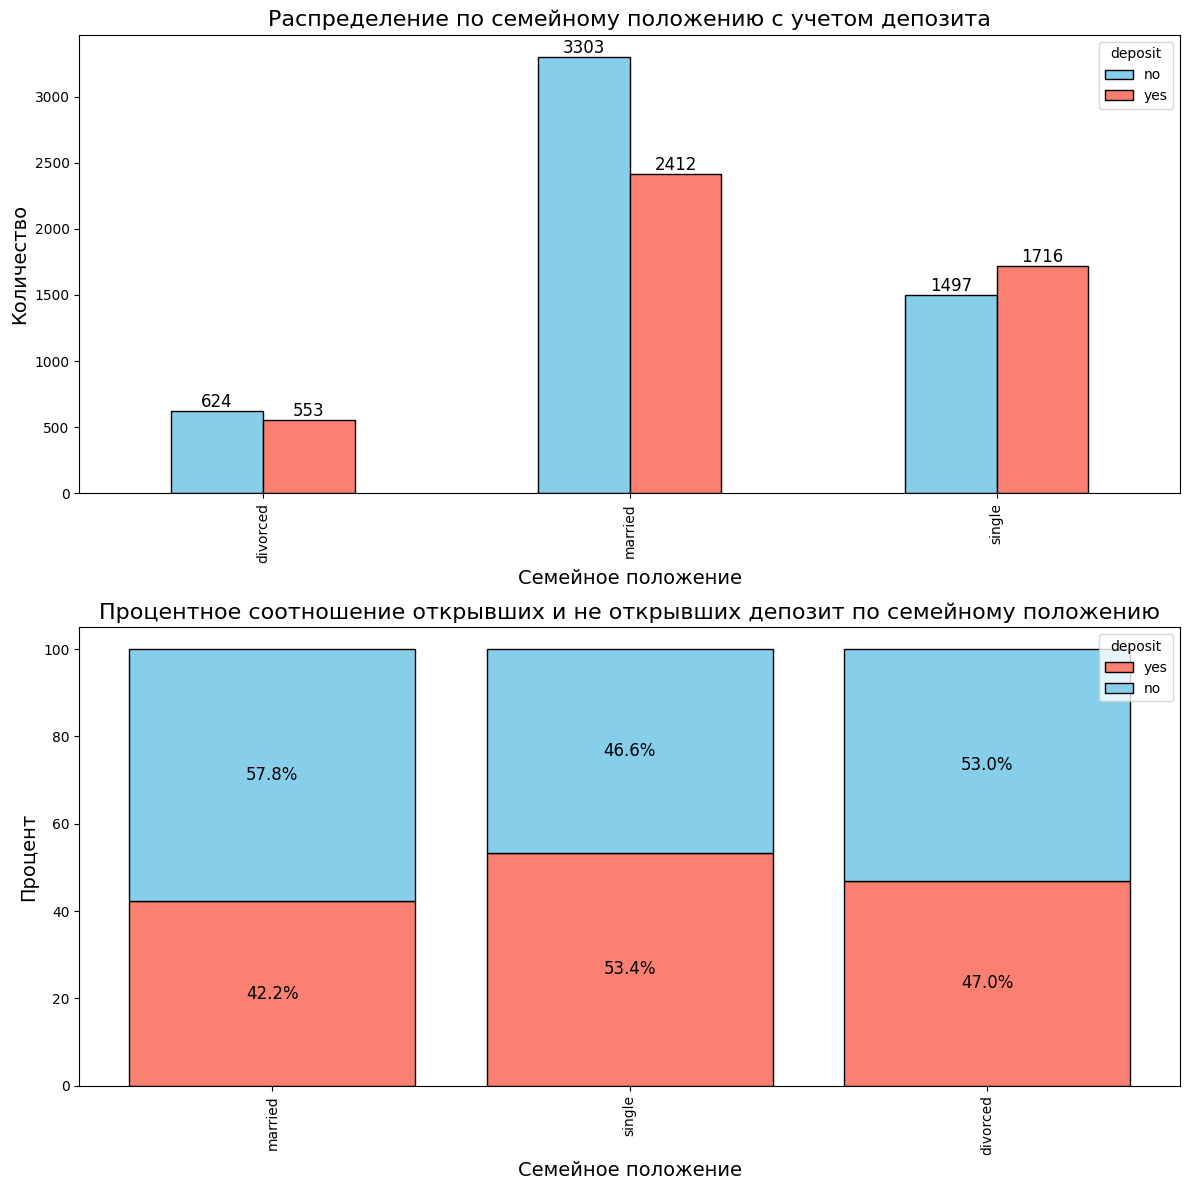 Распределение по семейному положению с учетом депозита
Количество
3000
2500
2000
1500
1000
500
0
624
553
3303
2412
1497
1716
deposit
no
yes
divorced
married
single
Семейное положение
Процентное соотношение открывших и не открывших депозит по семейному положению
Процент
100
80
60
40
20
0
57.8%
46.6%
53.0%
42.2%
53.4%
47.0%
deposit
yes
no
married
single
divorced
Семейное положение